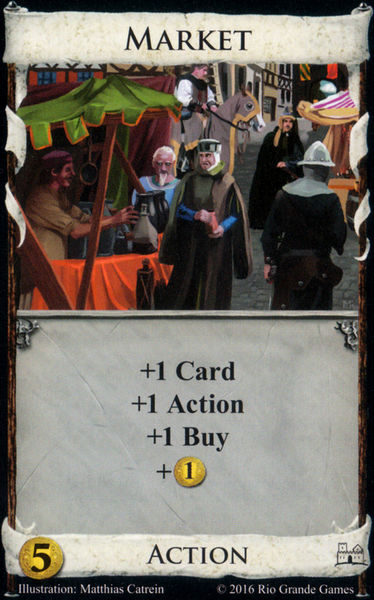 MARKET
+1 Card
+1 Action
+1 Buy
+ 1
5 ACTION
Illustration: Matthias Catrein © 2016 Rio Grande Games